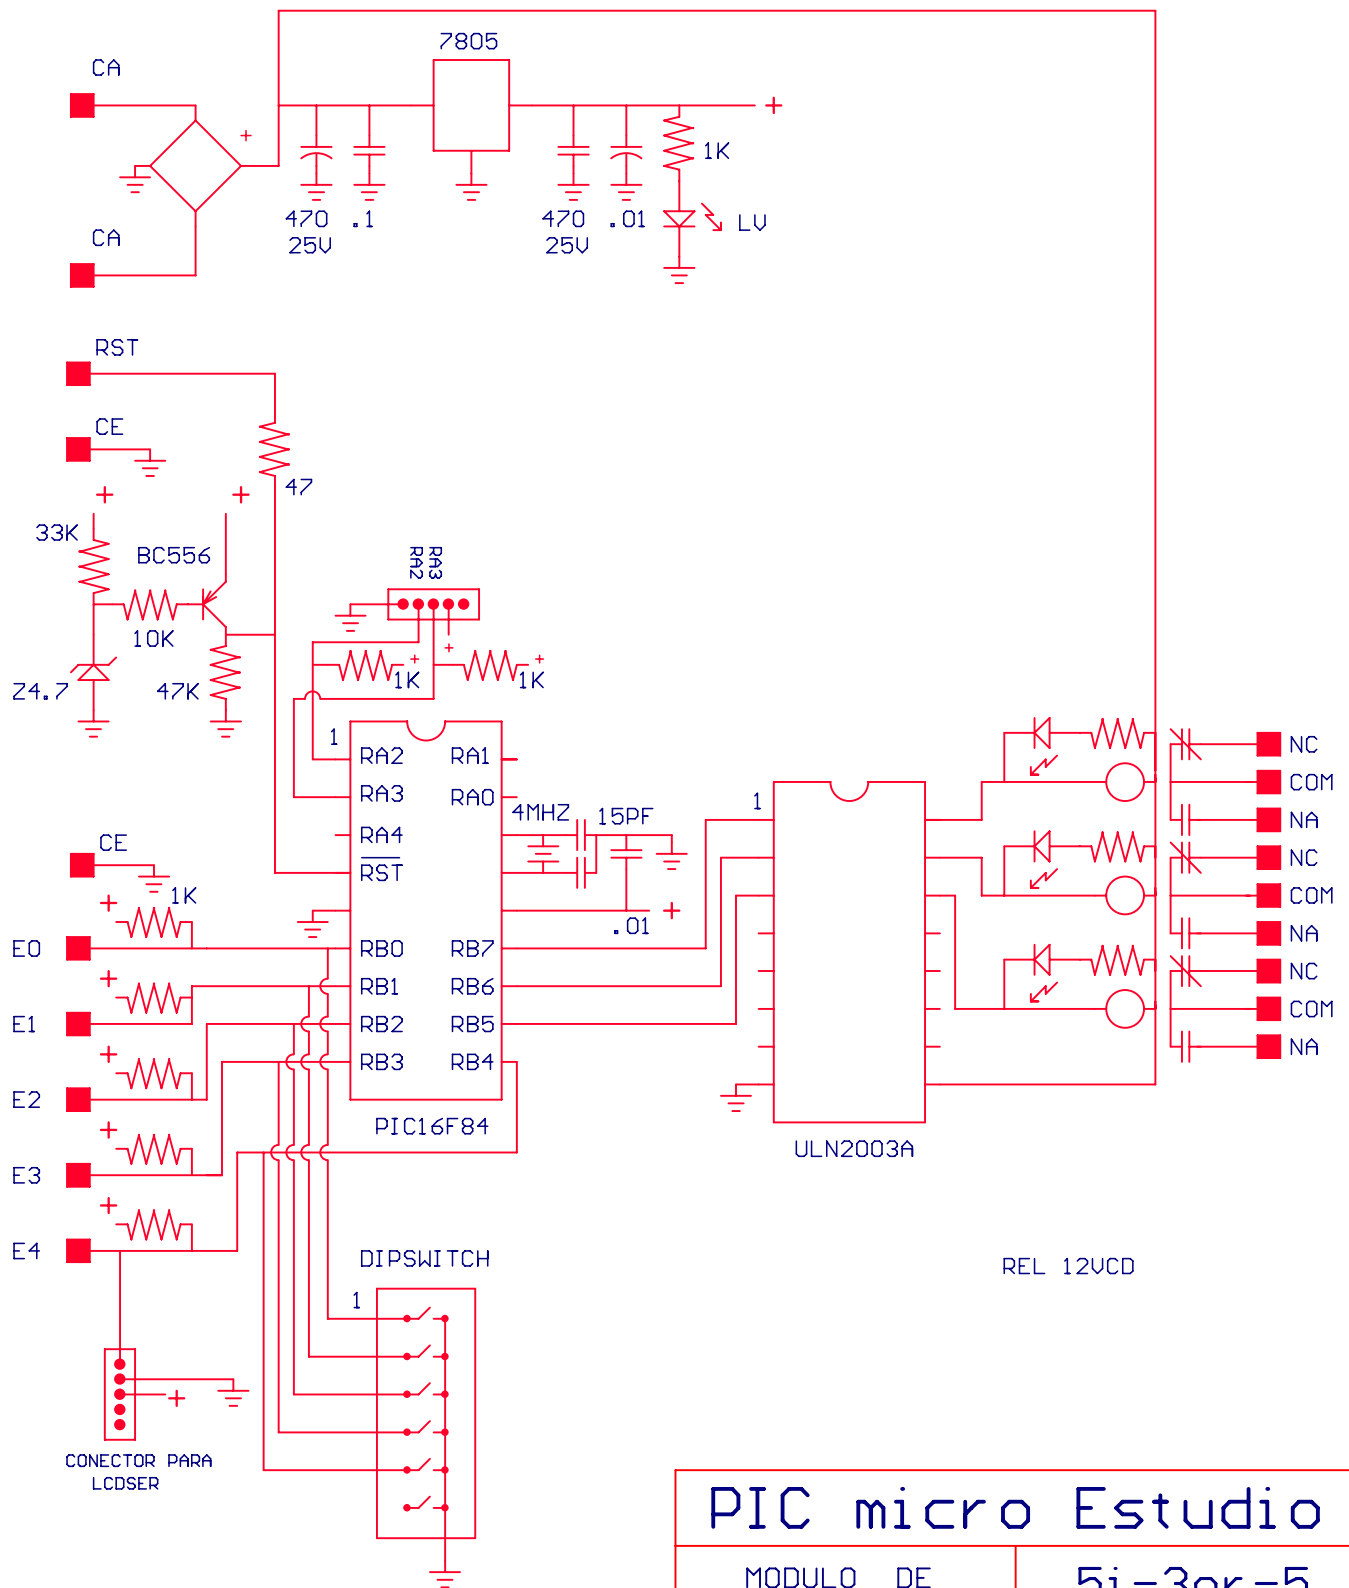 7805
CA
+
+
1K
470
25V
.1
470
25V
.01
LV
CA
RST
CE
47
+
+
33K
BC556
RA2
RA3
10K
+
+
+
Z4.7
47K
1K
1K
1
RA2
RA1
RA3
RA0
4MHZ
15PF
RA4
RST
CE
1K
+
+
.01
E0
RB0
RB7
+
RB1
RB6
E1
RB2
RB5
+
RB3
RB4
E2
PIC16F84
+
E3
+
E4
1
ULN2003A
NC
COM
NA
NC
COM
NA
NC
COM
NA
DIPSWITCH
1
REL 12VCD
+
CONECTOR PARA
LCDSER
PIC micro Estudio
MODULO DE
5i-3or-5